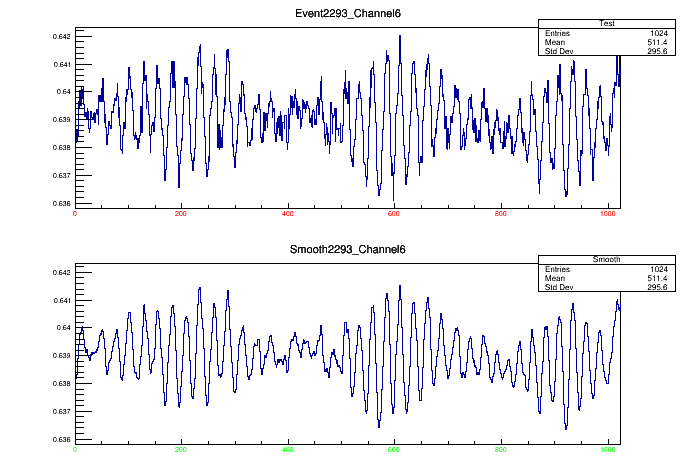 Event2293_Channel6
Test
Entries 1024
Mean 511.4
Std Dev 295.6
0.642
0.641
0.64
0.639
0.638
0.637
0.636
0 200 400 600 800 1000
Smooth2293_Channel6
Smooth
Entries 1024
Mean 511.4
Std Dev 295.6
0.642
0.641
0.64
0.639
0.638
0.637
0.636
0 200 400 600 800 1000